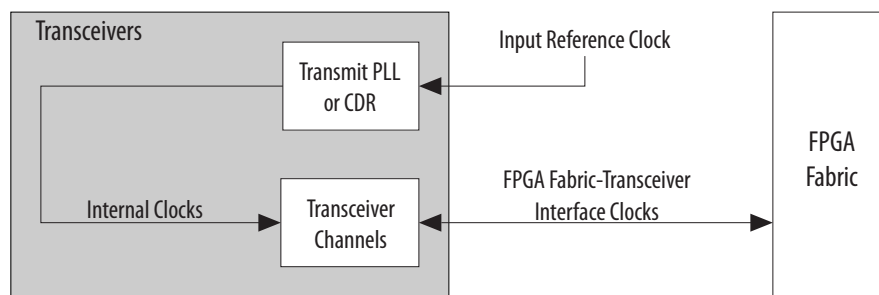 Transceivers
Input Reference Clock
Transmit PLL
or CDR
FPGA
Fabric
Internal Clocks
Transceiver
Channels
FPGA Fabric-Transceiver
Interface Clocks